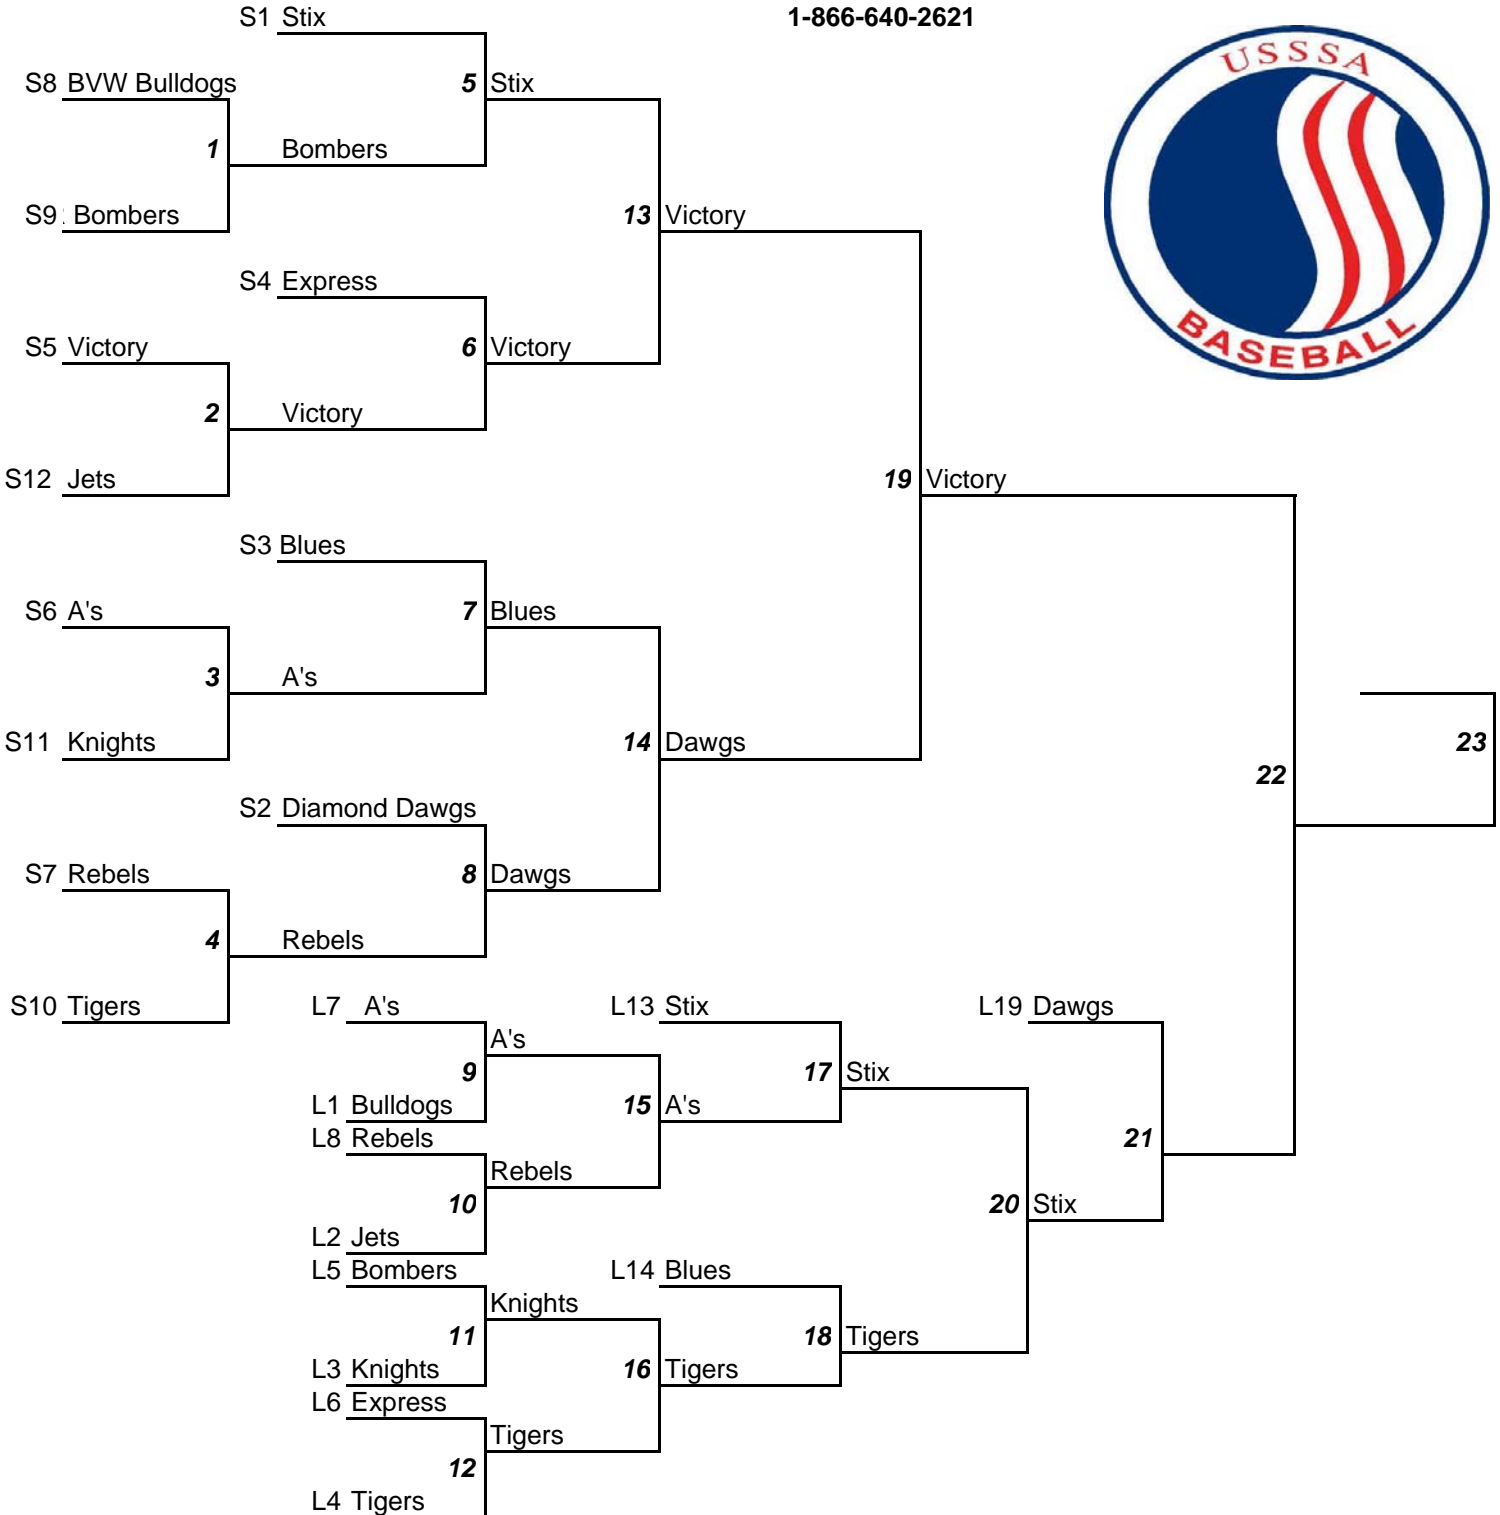 S1 Stix
1-866-640-2621
USSSA
BASEBALL
S8 BVW Bulldogs
5 Stix
1 Bombers
S9 Bombers
13 Victory
S4 Express
S5 Victory
6 Victory
2 Victory
S12 Jets
19 Victory
S3 Blues
S6 A's
7 Blues
3 A's
S11 Knights
14 Dawgs
23
22
S2 Diamond Dawgs
S7 Rebels
8 Dawgs
4 Rebels
S10 Tigers
L7 A's
L13 Stix
L19 Dawgs
A's
9
17 Stix
L1 Bulldogs
15 A's
L8 Rebels
21
Rebels
10
20 Stix
L2 Jets
L5 Bombers
L14 Blues
Knights
11
18 Tigers
L3 Knights
16 Tigers
L6 Express
Tigers
12
L4 Tigers